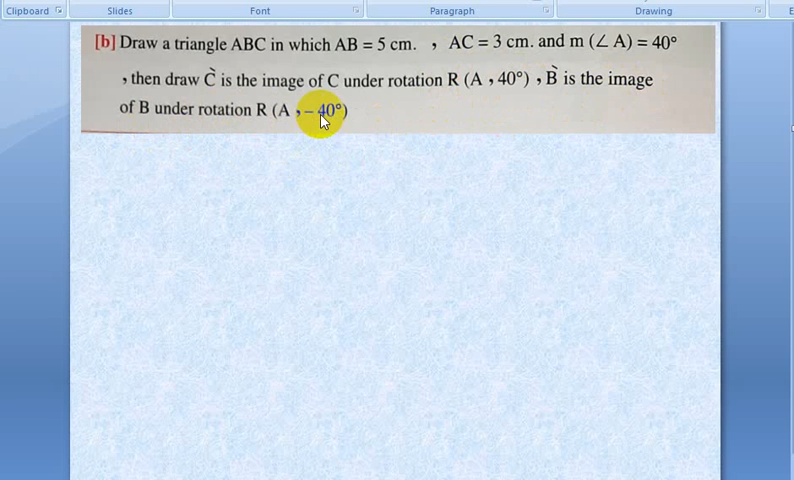 Clipboard Slides Font Paragraph Drawing E
[b] Draw a triangle ABC in which AB = 5 cm. , AC = 3 cm. and m (∠ A) = 40°
, then draw C̀ is the image of C under rotation R (A , 40°) , B̀ is the image
of B under rotation R (A , – 40°)